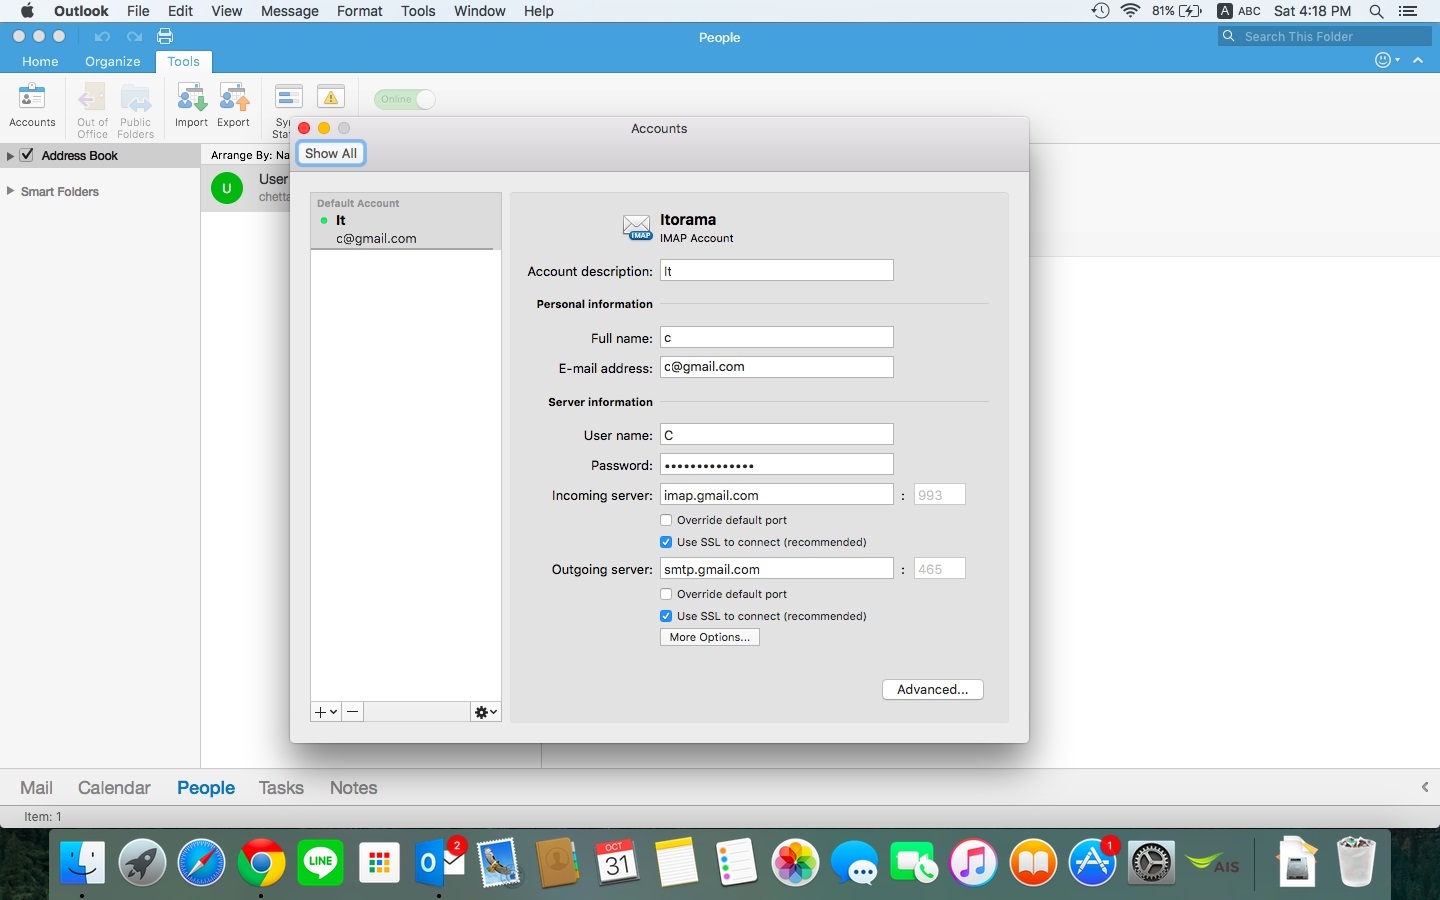 Outlook File Edit View Message Format Tools Window Help
81% A ABC Sat 4:18 PM
People
Search This Folder
Home Organize Tools
Accounts
Out of Office
Public Folders
Import Export
Online
Accounts
Show All
Address Book
Smart Folders
Arrange By: Na
U
User
Default Account
It
c@gmail.com
IMAP
Itorama
IMAP Account
Account description: It
Personal information
Full name: c
E-mail address: c@gmail.com
Server information
User name: C
Password: ••••••••••••••
Incoming server: imap.gmail.com : 993
Override default port
Use SSL to connect (recommended)
Outgoing server: smtp.gmail.com : 465
Override default port
Use SSL to connect (recommended)
More Options...
Advanced...
Mail Calendar People Tasks Notes
Item: 1
LINE
O
2
OCT
31
1
AIS